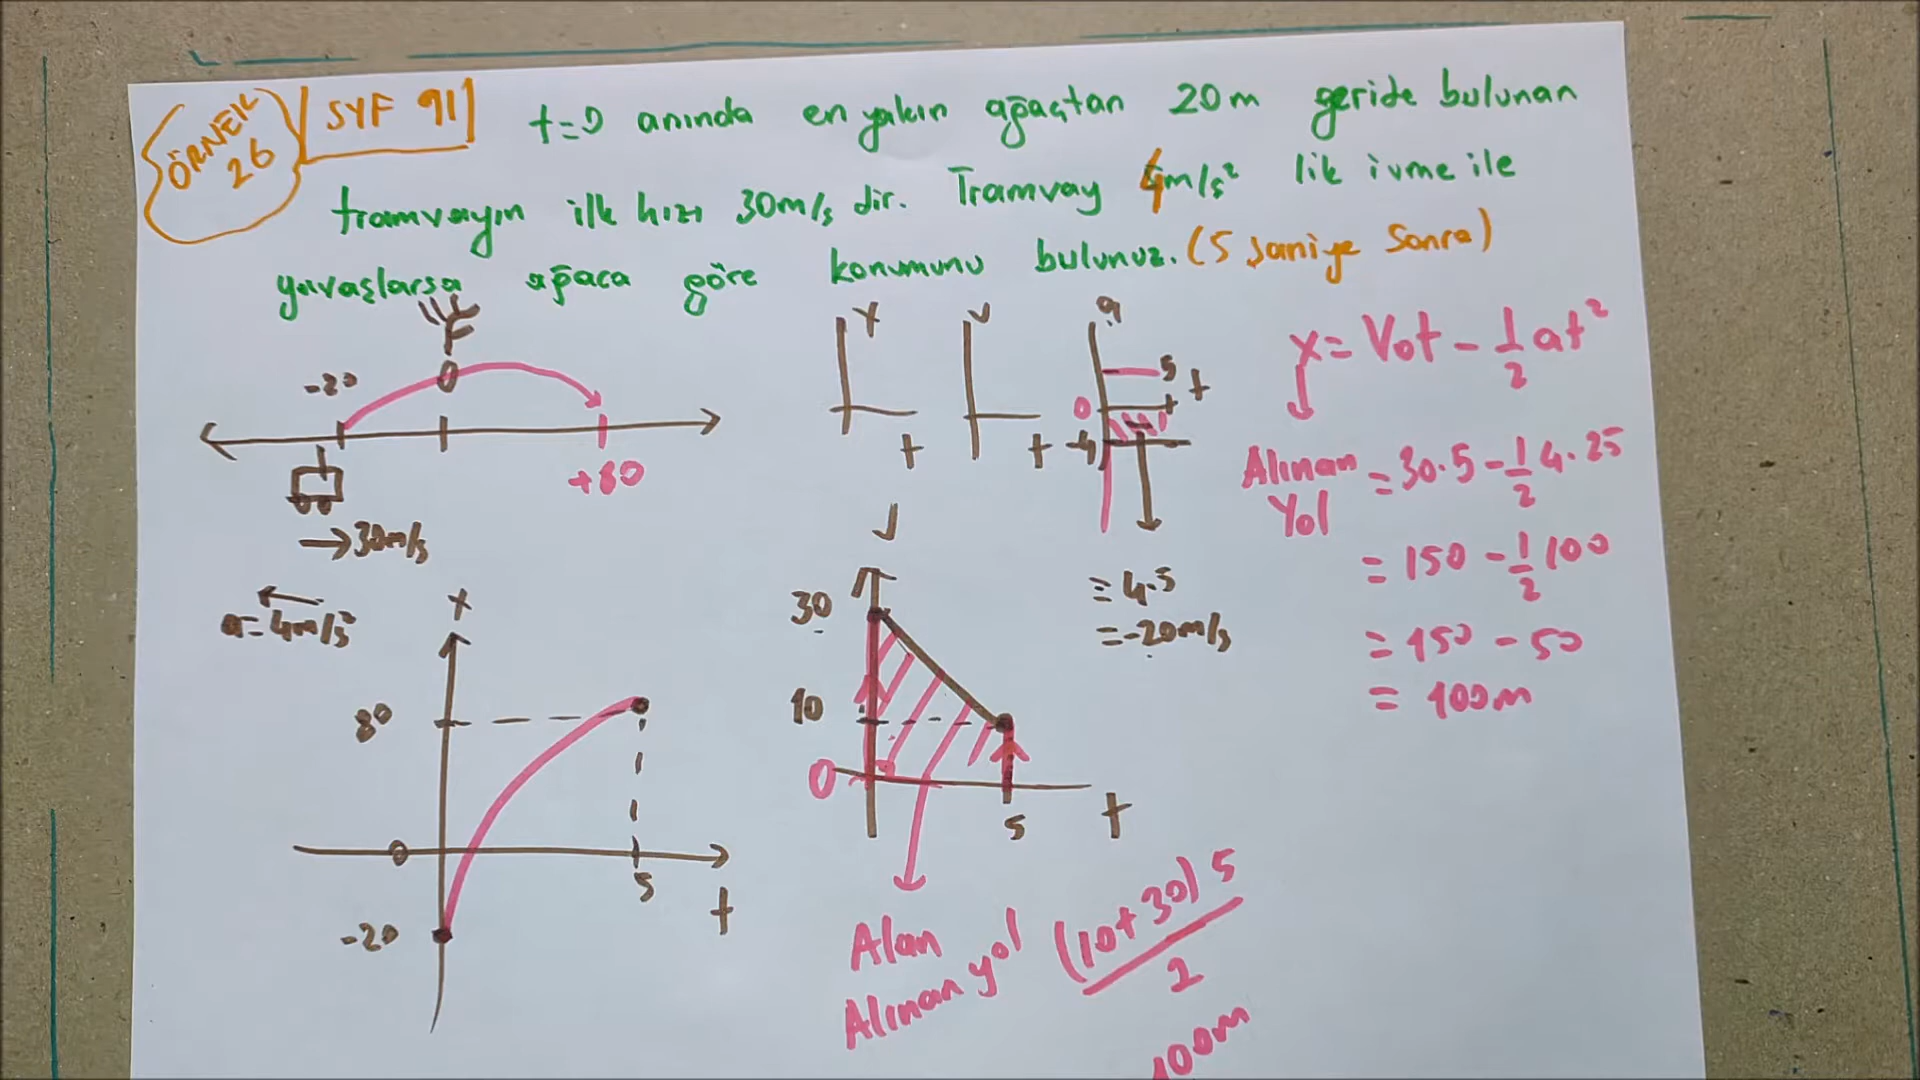 ÖRNEK
26
SYF 91
t=0 anında en yakın ağaçtan 20m geride bulunan
tramvayın ilk hızı 30m/s dir. Tramvay 4m/s² lik ivme ile
yavaşlarsa ağaca göre konumunu bulunuz. (5 saniye sonra)
-20
0
+80
→30m/s
a=4m/s²
x
t
v
t
a
5
t
0
-4
= 4.5
= -20m/s
x = V₀t - 1/2 at²
Alınan Yol = 30.5 - 1/2 4.25
= 150 - 1/2 100
= 150 - 50
= 100m
x
80
0
5
t
-20
30
10
0
5
t
Alan
Alınan yol (10+30)5
2
100m